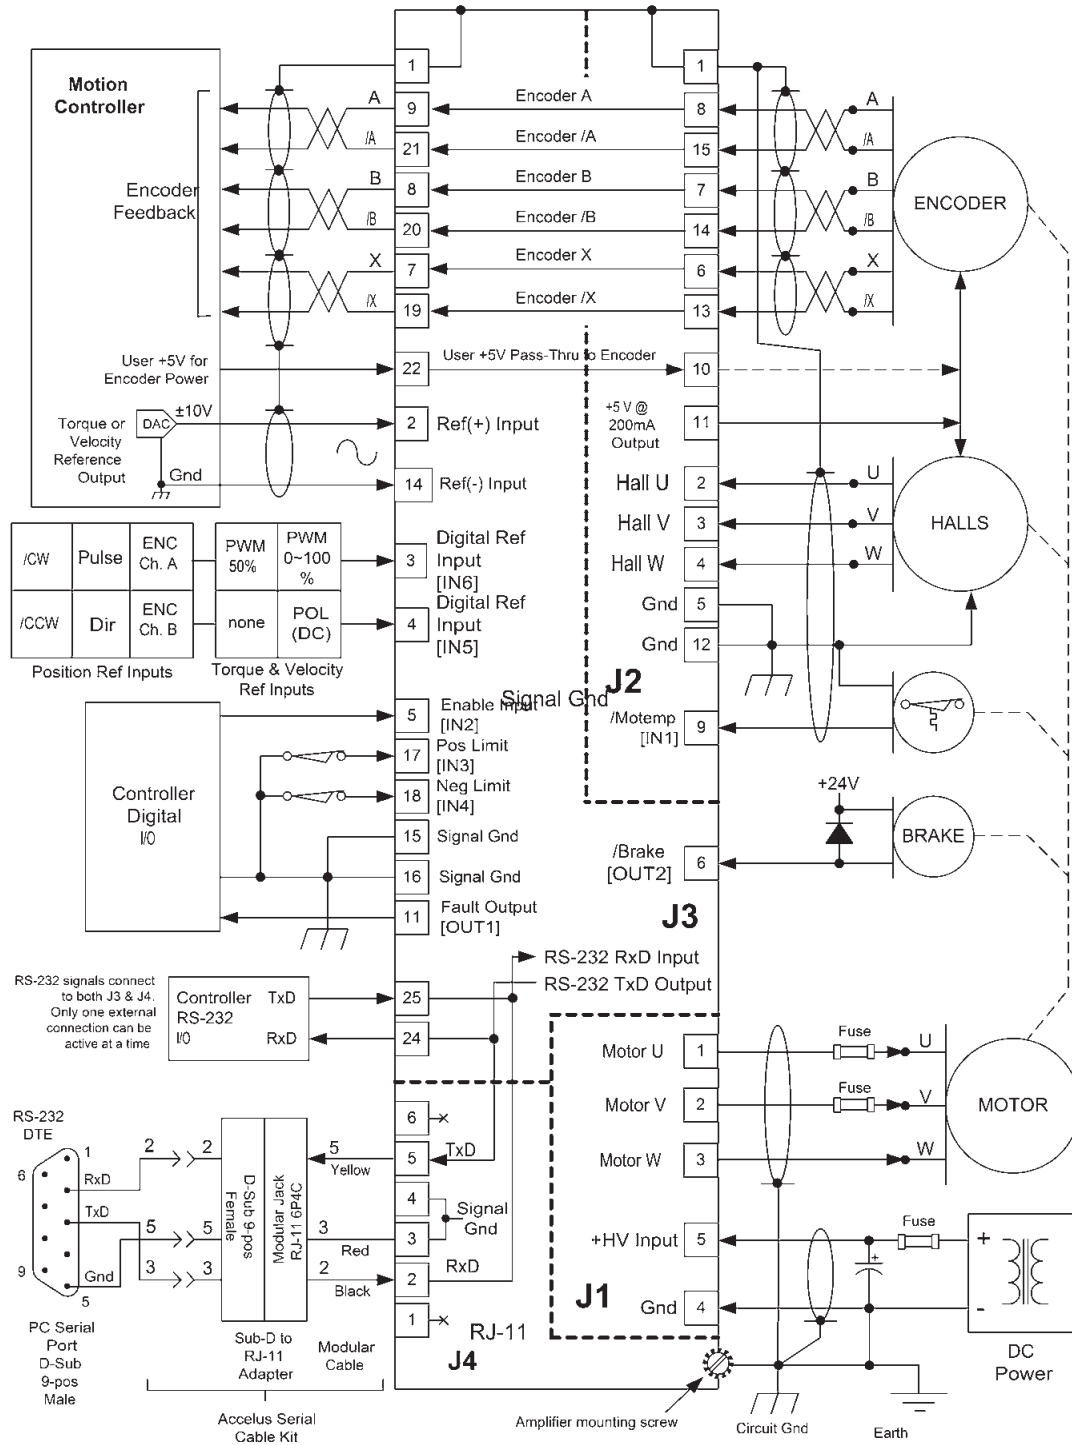 Motion
Controller
Encoder
Feedback
1
A
9
Encoder A
/A
21
Encoder /A
B
8
Encoder B
/B
20
Encoder /B
X
7
Encoder X
/X
19
Encoder /X
1
8
A
15
/A
7
B
14
/B
6
X
13
/X
ENCODER
User +5V for
Encoder Power
22
User +5V Pass-Thru to Encoder
10
Torque or
Velocity
Reference
Output
DAC
±10V
2
Ref(+) Input
+5 V @
200mA
Output
11
Gnd
14
Ref(-) Input
Hall U
2
U
Hall V
3
V
Hall W
4
W
HALLS
Gnd
5
Gnd
12
/CW
Pulse
ENC
Ch. A
PWM
50%
PWM
0~100
%
3
Digital Ref
Input
[IN6]
/CCW
Dir
ENC
Ch. B
none
POL
(DC)
4
Digital Ref
Input
[IN5]
Position Ref Inputs
Torque & Velocity
Ref Inputs
J2
Signal Gnd
/Motemp
[IN1]
9
Controller
Digital
I/O
5
Enable Input
[IN2]
17
Pos Limit
[IN3]
18
Neg Limit
[IN4]
15
Signal Gnd
16
Signal Gnd
11
Fault Output
[OUT1]
+24V
BRAKE
/Brake
[OUT2]
6
J3
RS-232 RxD Input
RS-232 TxD Output
RS-232 signals connect
to both J3 & J4.
Only one external
connection can be
active at a time
Controller
RS-232
I/O
TxD
RxD
25
24
Motor U
1
Fuse
U
Motor V
2
Fuse
V
Motor W
3
W
MOTOR
RS-232
DTE
6
9
1
RxD
TxD
Gnd
5
2
2
5
5
3
3
D-Sub 9-pos
Female
Modular Jack
RJ-11 6P4C
5
Yellow
3
Red
2
Black
6
5
TxD
4
3
Signal
Gnd
2
RxD
1
RJ-11
J4
PC Serial
Port
D-Sub
9-pos
Male
Sub-D to
RJ-11
Adapter
Modular
Cable
Accelus Serial
Cable Kit
+HV Input
5
+
Fuse
+
J1
Gnd
4
-
DC
Power
Amplifier mounting screw
Circuit Gnd
Earth